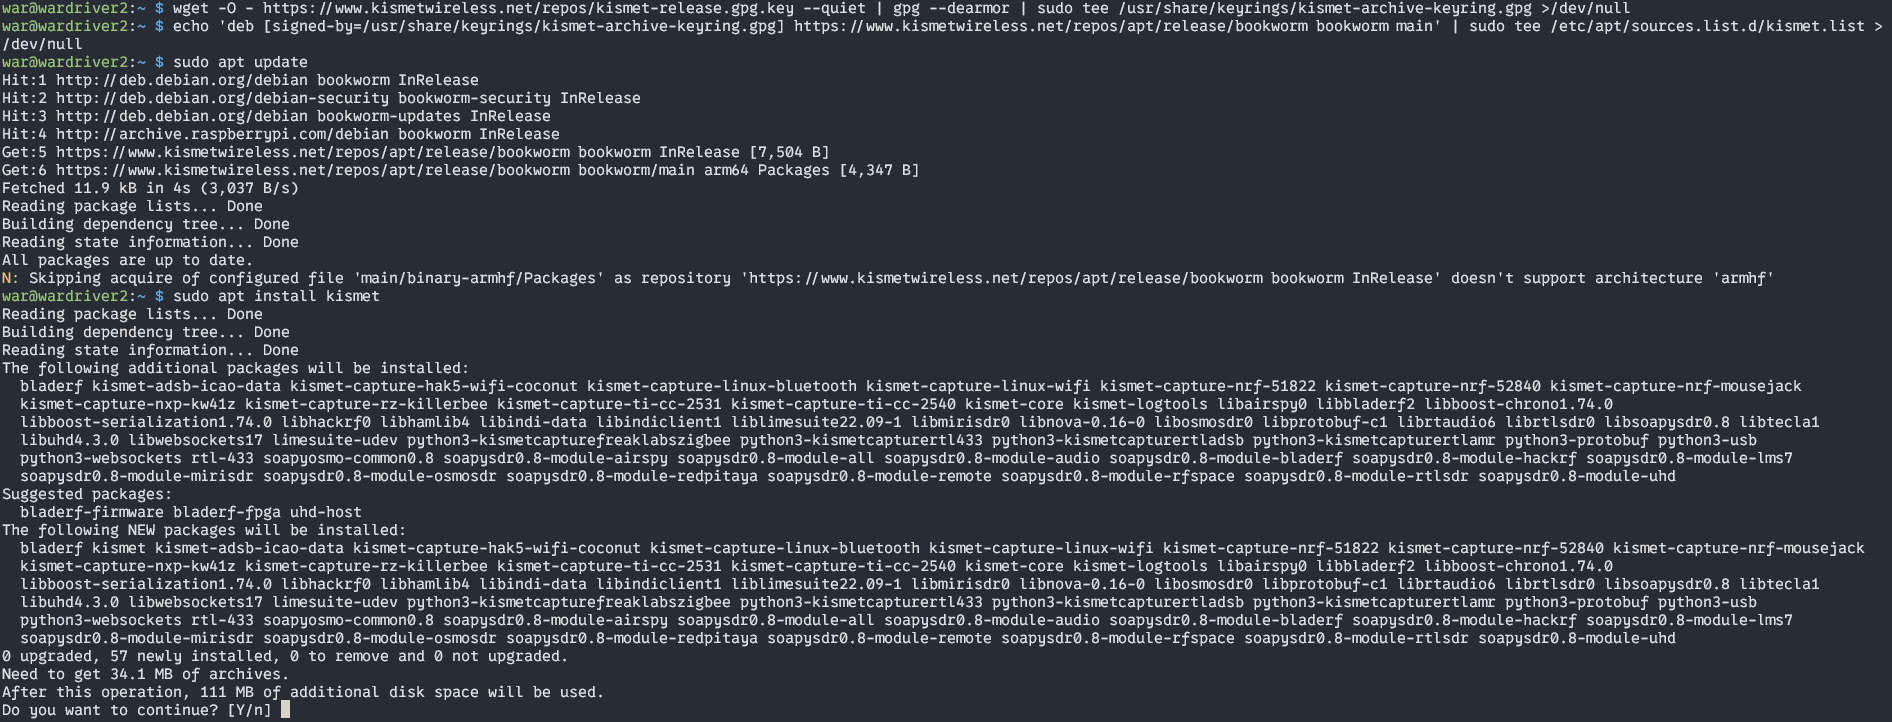 war@wardriver2:~ $ wget -O - https://www.kismetwireless.net/repos/kismet-release.gpg.key --quiet | gpg --dearmor | sudo tee /usr/share/keyrings/kismet-archive-keyring.gpg >/dev/null
war@wardriver2:~ $ echo 'deb [signed-by=/usr/share/keyrings/kismet-archive-keyring.gpg] https://www.kismetwireless.net/repos/apt/release/bookworm bookworm main' | sudo tee /etc/apt/sources.list.d/kismet.list >
/dev/null
war@wardriver2:~ $ sudo apt update
Hit:1 http://deb.debian.org/debian bookworm InRelease
Hit:2 http://deb.debian.org/debian-security bookworm-security InRelease
Hit:3 http://deb.debian.org/debian bookworm-updates InRelease
Hit:4 http://archive.raspberrypi.com/debian bookworm InRelease
Get:5 https://www.kismetwireless.net/repos/apt/release/bookworm bookworm InRelease [7,504 B]
Get:6 https://www.kismetwireless.net/repos/apt/release/bookworm bookworm/main arm64 Packages [4,347 B]
Fetched 11.9 kB in 4s (3,037 B/s)
Reading package lists... Done
Building dependency tree... Done
Reading state information... Done
All packages are up to date.
N: Skipping acquire of configured file 'main/binary-armhf/Packages' as repository 'https://www.kismetwireless.net/repos/apt/release/bookworm bookworm InRelease' doesn't support architecture 'armhf'
war@wardriver2:~ $ sudo apt install kismet
Reading package lists... Done
Building dependency tree... Done
Reading state information... Done
The following additional packages will be installed:
  bladerf kismet-adsb-icao-data kismet-capture-hak5-wifi-coconut kismet-capture-linux-bluetooth kismet-capture-linux-wifi kismet-capture-nrf-51822 kismet-capture-nrf-52840 kismet-capture-nrf-mousejack
  kismet-capture-nxp-kw41z kismet-capture-rz-killerbee kismet-capture-ti-cc-2531 kismet-capture-ti-cc-2540 kismet-core kismet-logtools libairspy0 libbladerf2 libboost-chrono1.74.0
  libboost-serialization1.74.0 libhackrf0 libhamlib4 libindi-data libindiclient1 liblimesuite22.09-1 libmirisdr0 libnova-0.16-0 libosmosdr0 libprotobuf-c1 librtaudio6 librtlsdr0 libsoapysdr0.8 libtecla1
  libuhd4.3.0 libwebsockets17 limesuite-udev python3-kismetcapturefreaklabszigbee python3-kismetcapturertl433 python3-kismetcapturertladsb python3-kismetcapturertlamr python3-protobuf python3-usb
  python3-websockets rtl-433 soapyosmo-common0.8 soapysdr0.8-module-airspy soapysdr0.8-module-all soapysdr0.8-module-audio soapysdr0.8-module-bladerf soapysdr0.8-module-hackrf soapysdr0.8-module-lms7
  soapysdr0.8-module-mirisdr soapysdr0.8-module-osmosdr soapysdr0.8-module-redpitaya soapysdr0.8-module-remote soapysdr0.8-module-rfspace soapysdr0.8-module-rtlsdr soapysdr0.8-module-uhd
Suggested packages:
  bladerf-firmware bladerf-fpga uhd-host
The following NEW packages will be installed:
  bladerf kismet kismet-adsb-icao-data kismet-capture-hak5-wifi-coconut kismet-capture-linux-bluetooth kismet-capture-linux-wifi kismet-capture-nrf-51822 kismet-capture-nrf-52840 kismet-capture-nrf-mousejack
  kismet-capture-nxp-kw41z kismet-capture-rz-killerbee kismet-capture-ti-cc-2531 kismet-capture-ti-cc-2540 kismet-core kismet-logtools libairspy0 libbladerf2 libboost-chrono1.74.0
  libboost-serialization1.74.0 libhackrf0 libhamlib4 libindi-data libindiclient1 liblimesuite22.09-1 libmirisdr0 libnova-0.16-0 libosmosdr0 libprotobuf-c1 librtaudio6 librtlsdr0 libsoapysdr0.8 libtecla1
  libuhd4.3.0 libwebsockets17 limesuite-udev python3-kismetcapturefreaklabszigbee python3-kismetcapturertl433 python3-kismetcapturertladsb python3-kismetcapturertlamr python3-protobuf python3-usb
  python3-websockets rtl-433 soapyosmo-common0.8 soapysdr0.8-module-airspy soapysdr0.8-module-all soapysdr0.8-module-audio soapysdr0.8-module-bladerf soapysdr0.8-module-hackrf soapysdr0.8-module-lms7
  soapysdr0.8-module-mirisdr soapysdr0.8-module-osmosdr soapysdr0.8-module-redpitaya soapysdr0.8-module-remote soapysdr0.8-module-rfspace soapysdr0.8-module-rtlsdr soapysdr0.8-module-uhd
0 upgraded, 57 newly installed, 0 to remove and 0 not upgraded.
Need to get 34.1 MB of archives.
After this operation, 111 MB of additional disk space will be used.
Do you want to continue? [Y/n]